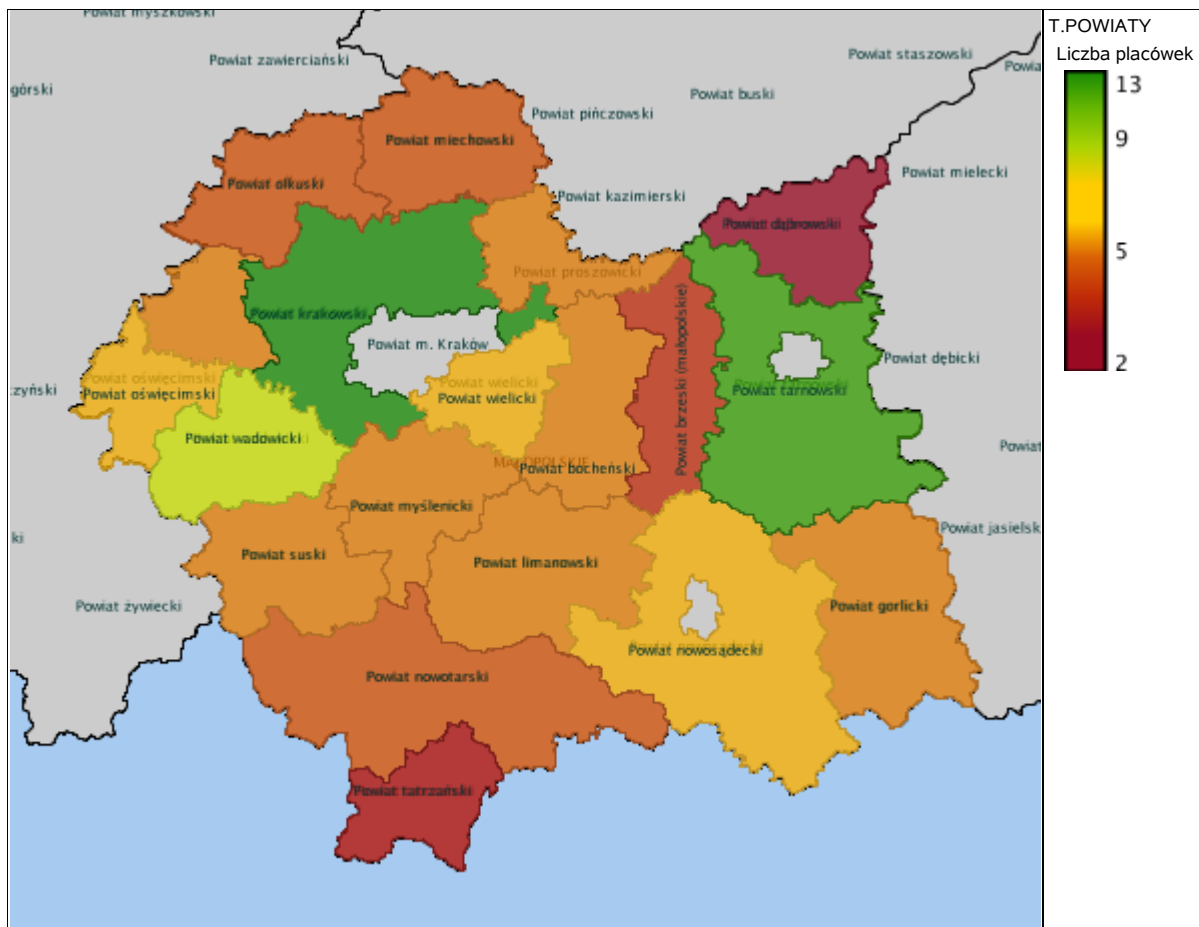 Powiat myszkowski
T.POWIATY
Powiat zawierciański
Powiat staszowski
Liczba placówek
Powia
górski
Powiat buski
13
Powiat pińczowski
Powiat miechowski
9
Powiat olkuski
Powiat mielecki
Powiat kazimierski
Powiat dąbrowski
5
Powiat proszowicki
Powiat krakowski
Powiat m. Kraków
Powiat brzeski (małopolskie)
Powiat dębicki
2
Powiat oświęcimski
Powiat oświęcimski
Powiat wielicki
Powiat wielicki
czyński
Powiat tarnowski
Powiat wadowicki
Powiat
MAŁOPOLSKIE
Powiat bocheński
Powiat myślenicki
Powiat jasielsk
ki
Powiat suski
Powiat limanowski
Powiat żywiecki
Powiat gorlicki
Powiat nowosądecki
Powiat nowotarski
Powiat tatrzański